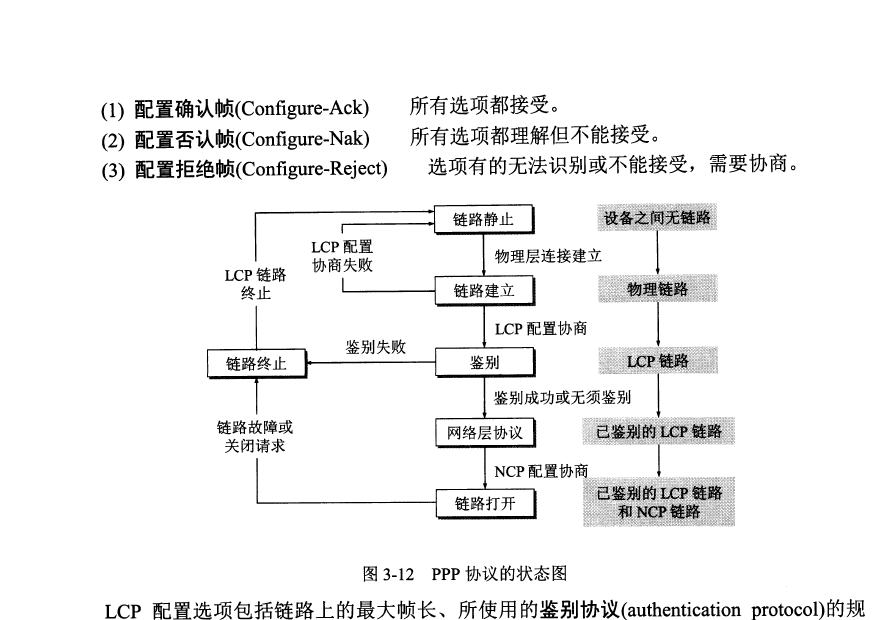 (1) 配置确认帧(Configure-Ack) 所有选项都接受。
(2) 配置否认帧(Configure-Nak) 所有选项都理解但不能接受。
(3) 配置拒绝帧(Configure-Reject) 选项有的无法识别或不能接受，需要协商。
链路静止
设备之间无链路
LCP 配置
协商失败
物理层连接建立
LCP 链路
终止
链路建立
物理链路
LCP 配置协商
鉴别失败
链路终止
鉴别
LCP 链路
鉴别成功或无须鉴别
链路故障或
关闭请求
网络层协议
已鉴别的 LCP 链路
NCP 配置协商
链路打开
已鉴别的 LCP 链路
和 NCP 链路
图 3-12 PPP 协议的状态图
LCP 配置选项包括链路上的最大帧长、所使用的鉴别协议(authentication protocol)的规